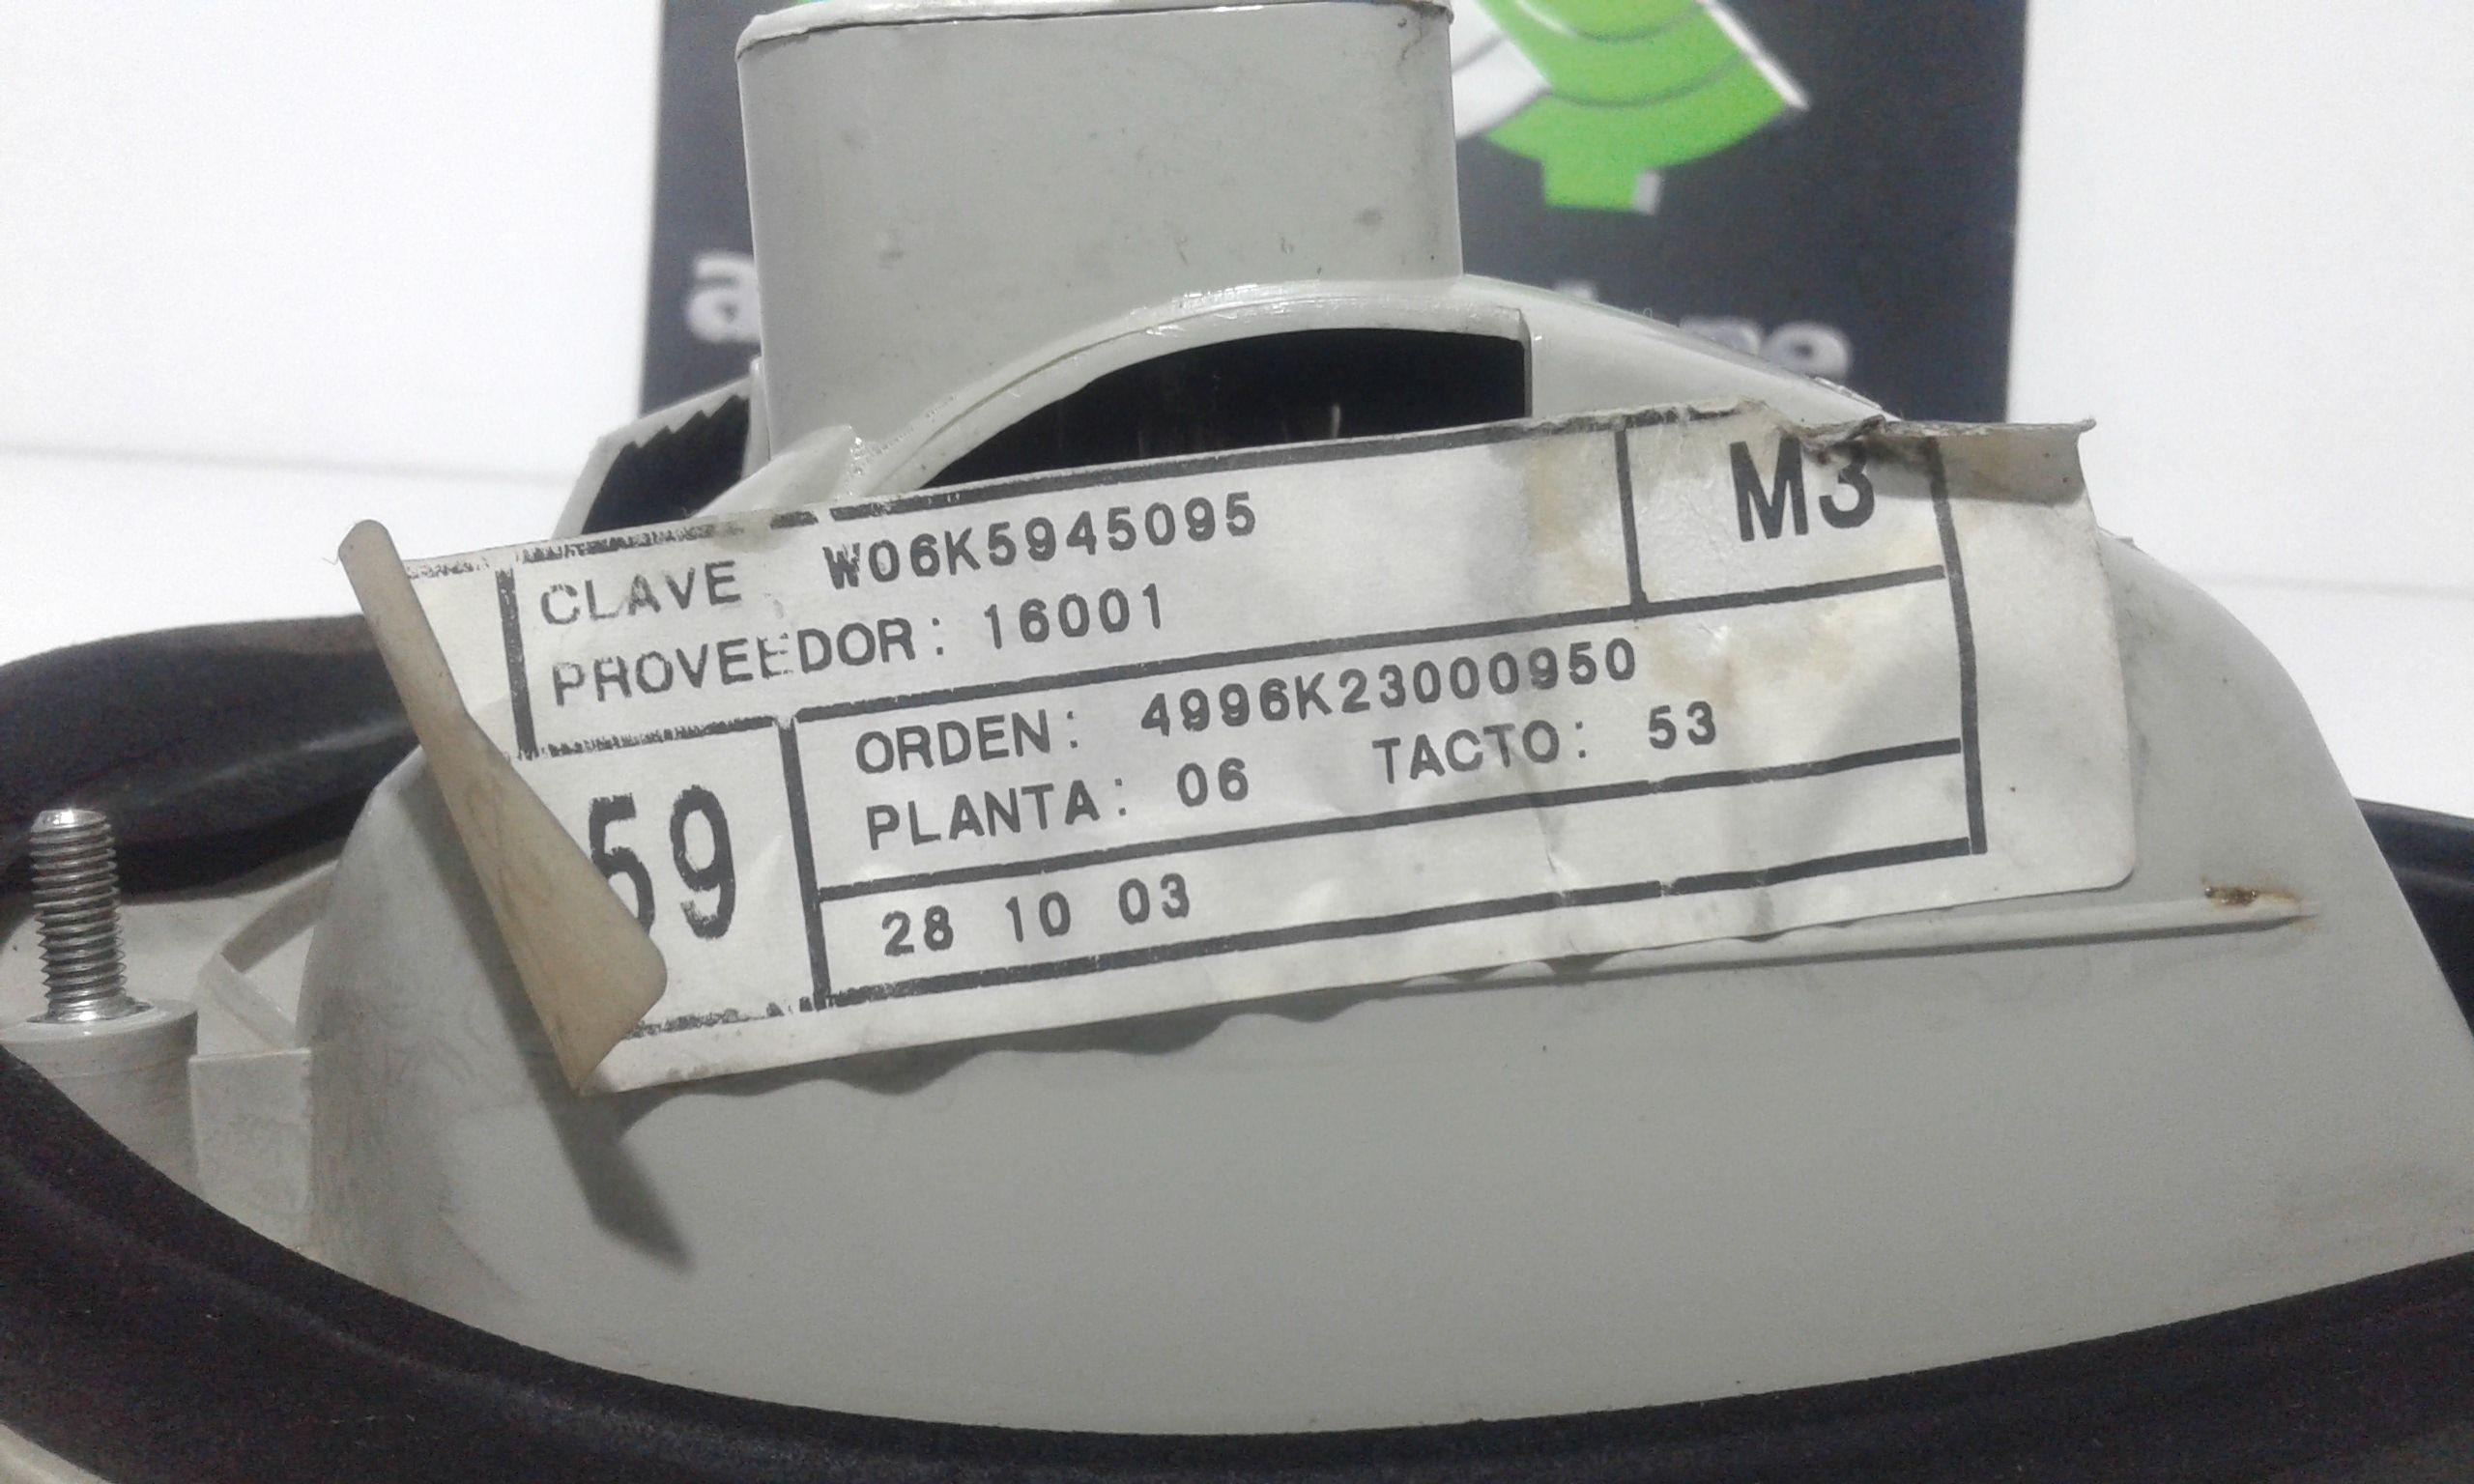 CLAVE W06K5945095
M3
PROVEEDOR: 16001
ORDEN: 4996K23000950
PLANTA: 06 TACTO: 53
59
28 10 03